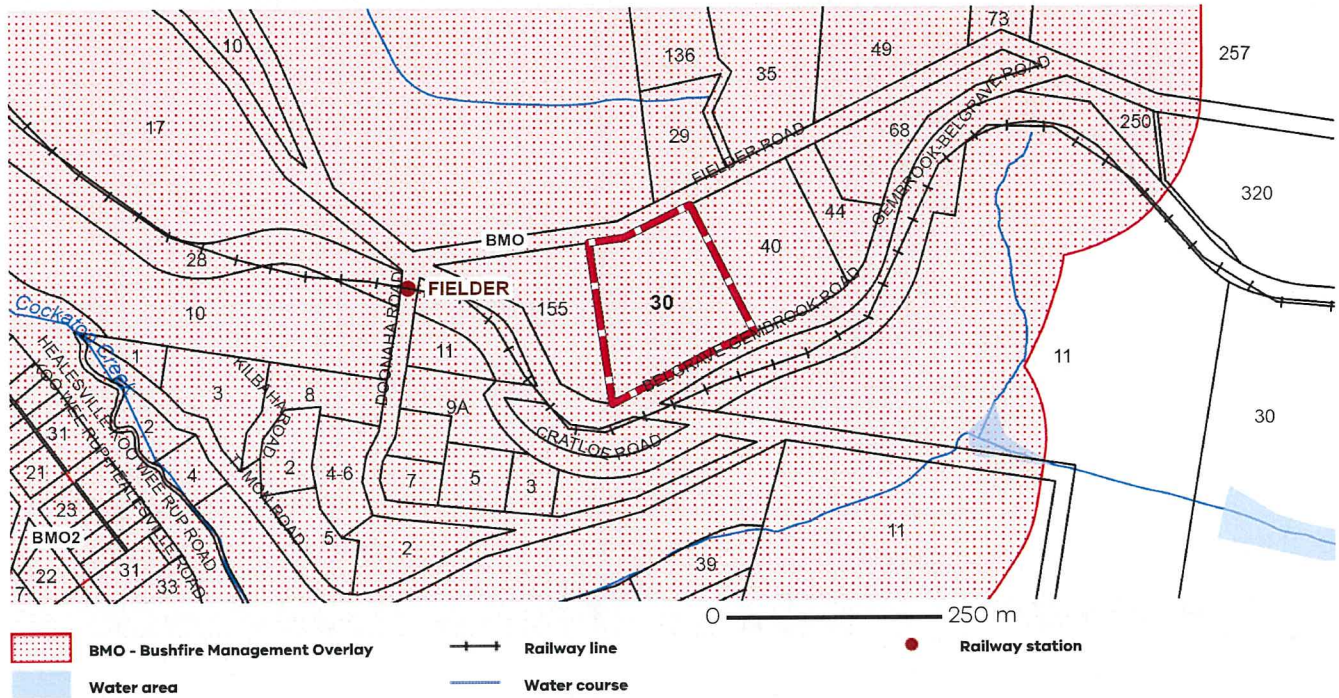 73
10
136
35
49
257
17
29
FIELDER ROAD
68
GEMBROOK-BELGRAVE-ROAD
250
320
BMO
44
40
28
FIELDER
155
30
10
DOONAHA ROAD
BELGRAVE-GEMBROOK ROAD
Cockatoo Creek
HEALESVILLE-KOO WEE RUP ROAD
KOO WEE RUP-HEALESVILLE ROAD
1
3
KILBAHA ROAD
8
11
9A
CRATLOE ROAD
11
30
2
31
21
4
2
4-6
7
5
3
23
TIMON ROAD
BMO2
5
2
11
39
22
7
31
33
0 250 m
BMO - Bushfire Management Overlay
Railway line
Railway station
Water area
Water course